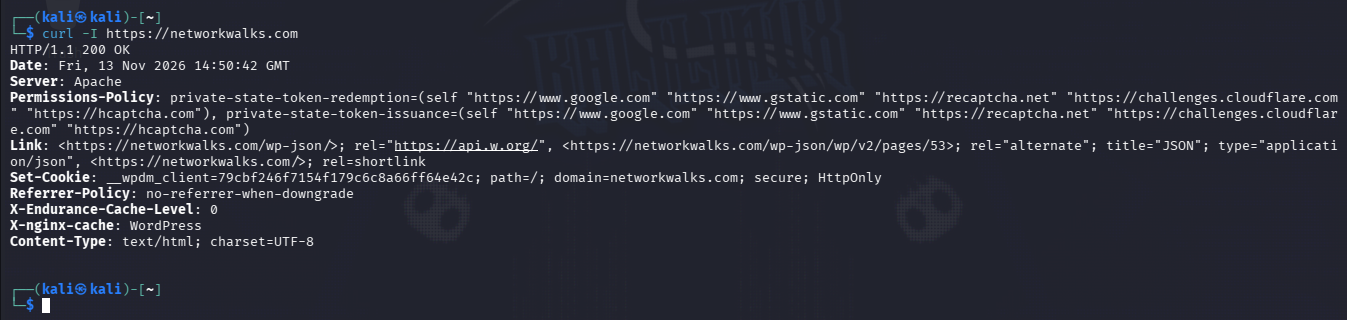 ┌──(kali㉿kali)-[~]
└─$ curl -I https://networkwalks.com
HTTP/1.1 200 OK
Date: Fri, 13 Nov 2026 14:50:42 GMT
Server: Apache
Permissions-Policy: private-state-token-redemption=(self "https://www.google.com" "https://www.gstatic.com" "https://recaptcha.net" "https://challenges.cloudflare.com
" "https://hcaptcha.com"), private-state-token-issuance=(self "https://www.google.com" "https://www.gstatic.com" "https://recaptcha.net" "https://challenges.cloudflar
e.com" "https://hcaptcha.com")
Link: <https://networkwalks.com/wp-json/>; rel="https://api.w.org/", <https://networkwalks.com/wp-json/wp/v2/pages/53>; rel="alternate"; title="JSON"; type="applicati
on/json", <https://networkwalks.com/>; rel=shortlink
Set-Cookie: __wpdm_client=79cbf246f7154f179c6c8a66ff64e42c; path=/; domain=networkwalks.com; secure; HttpOnly
Referrer-Policy: no-referrer-when-downgrade
X-Endurance-Cache-Level: 0
X-nginx-cache: WordPress
Content-Type: text/html; charset=UTF-8
┌──(kali㉿kali)-[~]
└─$